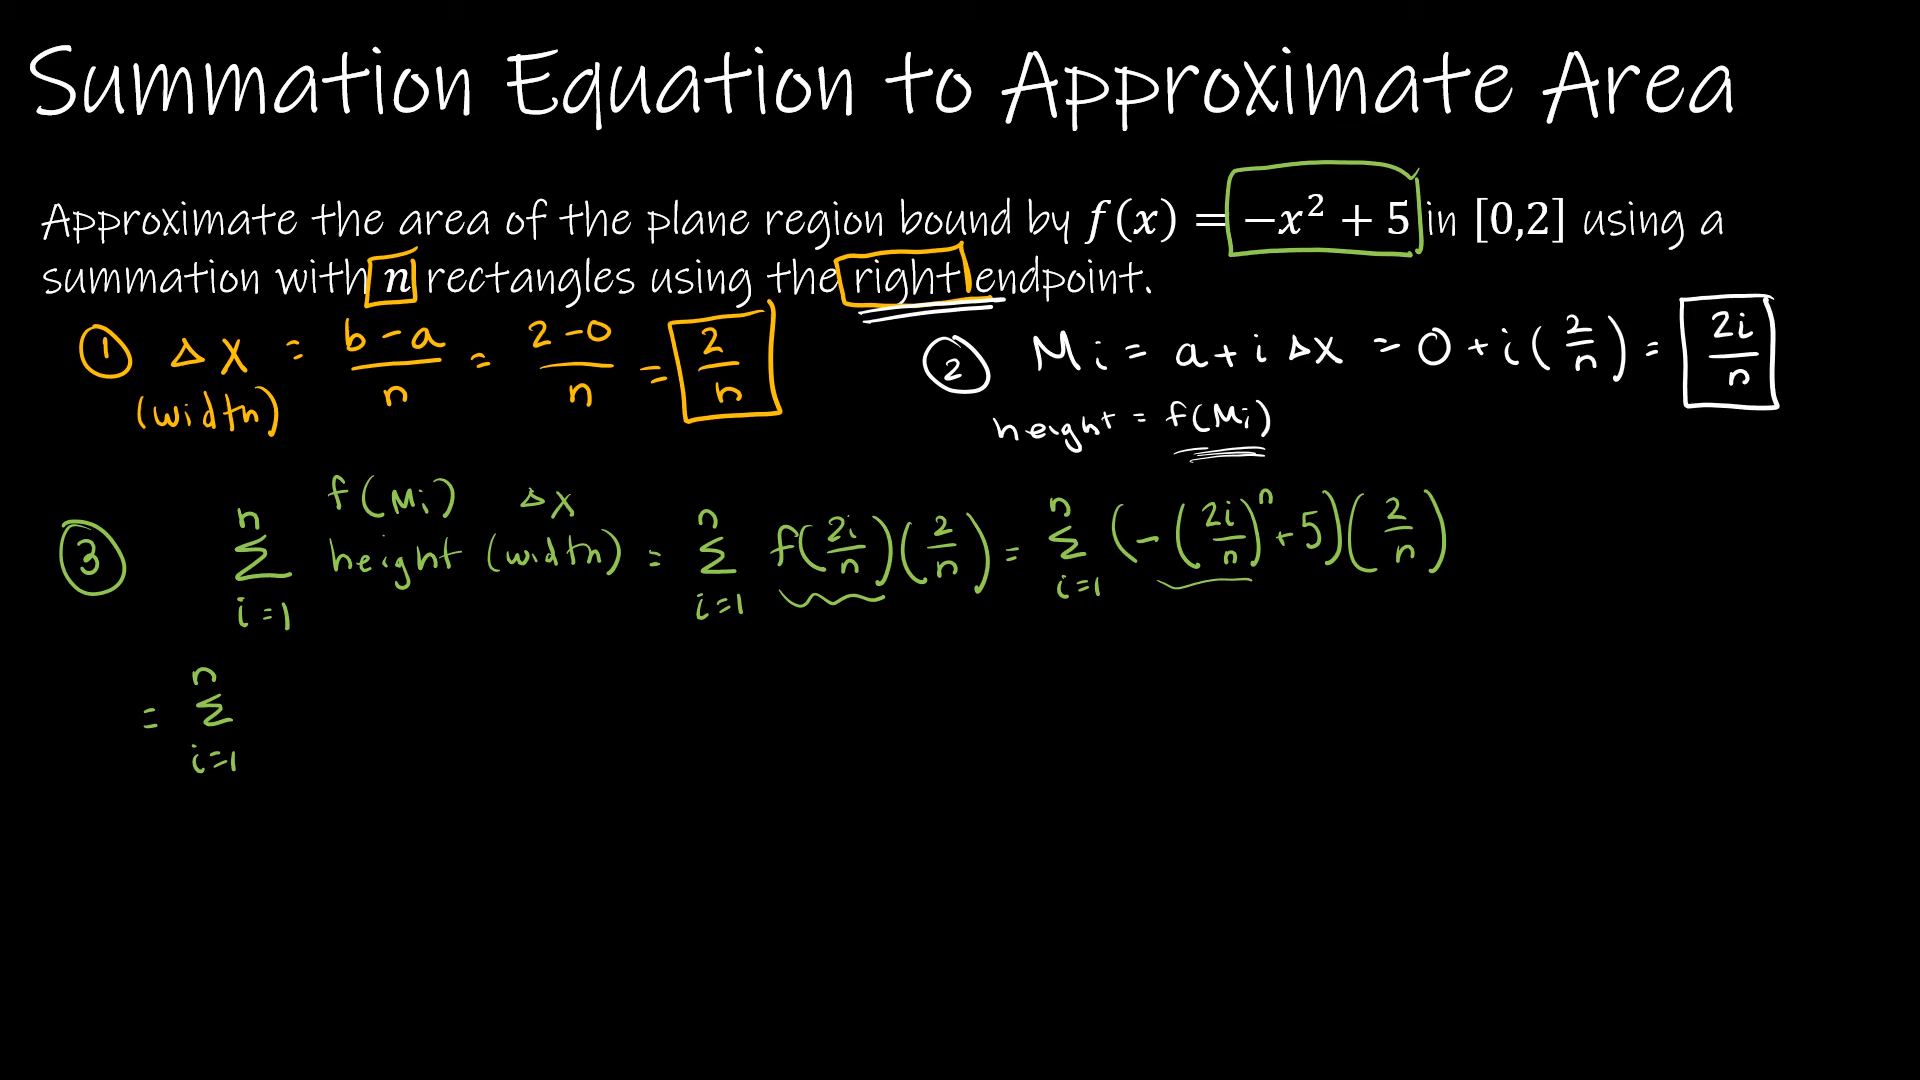 Summation Equation to Approximate Area
Approximate the area of the plane region bound by f(x) = −x² + 5 in [0,2] using a
summation with n rectangles using the right endpoint.
① Δx = (b-a)/n = (2-0)/n = 2/n
(width)
② Mi = a + i Δx = 0 + i(2/n) = 2i/n
height = f(Mi)
f(Mi) Δx
③ Σ_{i=1}^{n} height (width) = Σ_{i=1}^{n} f(2i/n)(2/n) = Σ_{i=1}^{n} (-(2i/n)^n + 5)(2/n)
= Σ_{i=1}^{n}